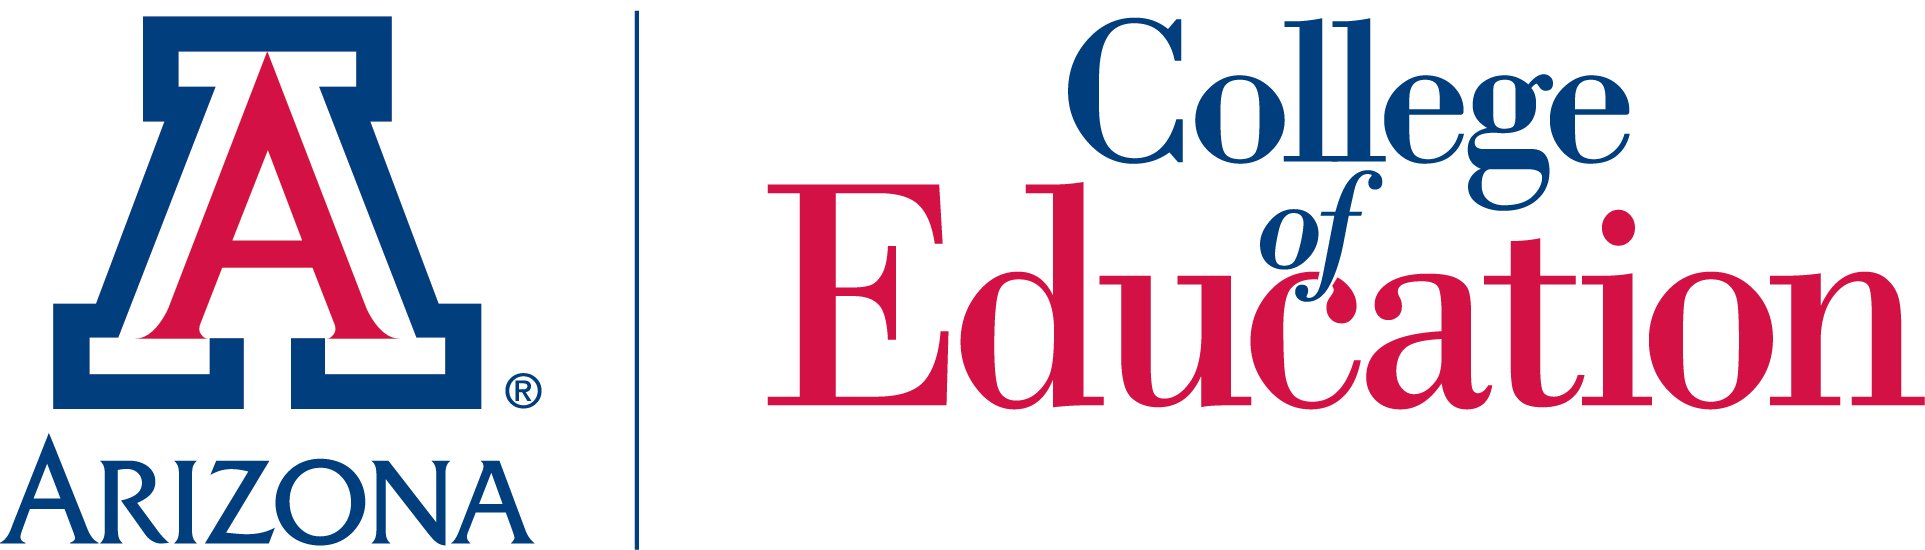 A
®
ARIZONA
College
of
Education